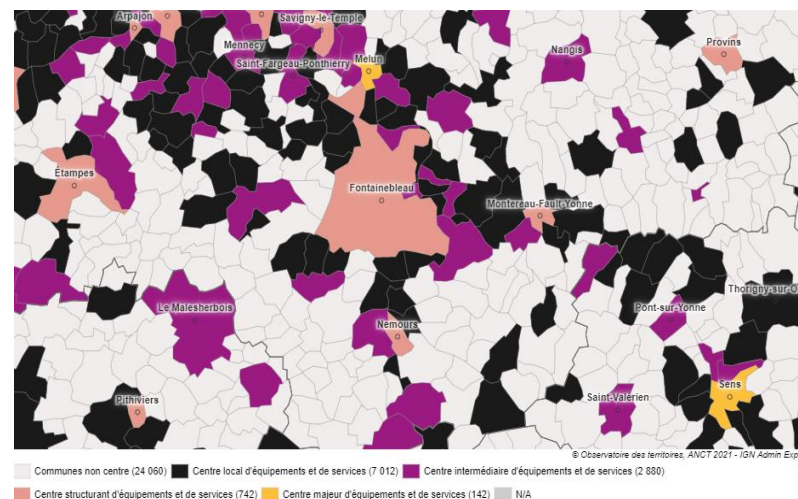 Arpajon
Savigny-le-Temple
Mennecy
Saint-Fargeau-Ponthierry
Melun
Nangis
Provins
Étampes
Fontainebleau
Montereau-Fault-Yonne
Le Malesherbois
Nemours
Thorigny-sur-O
Pont-sur-Yonne
Pithiviers
Saint-Valérien
Sens
© Observatoire des territoires, ANCT 2021 - IGN Admin Exp
Communes non centre (24 060) Centre local d'équipements et de services (7 012) Centre intermédiaire d'équipements et de services (2 880)
Centre structurant d'équipements et de services (742) Centre majeur d'équipements et de services (142) N/A